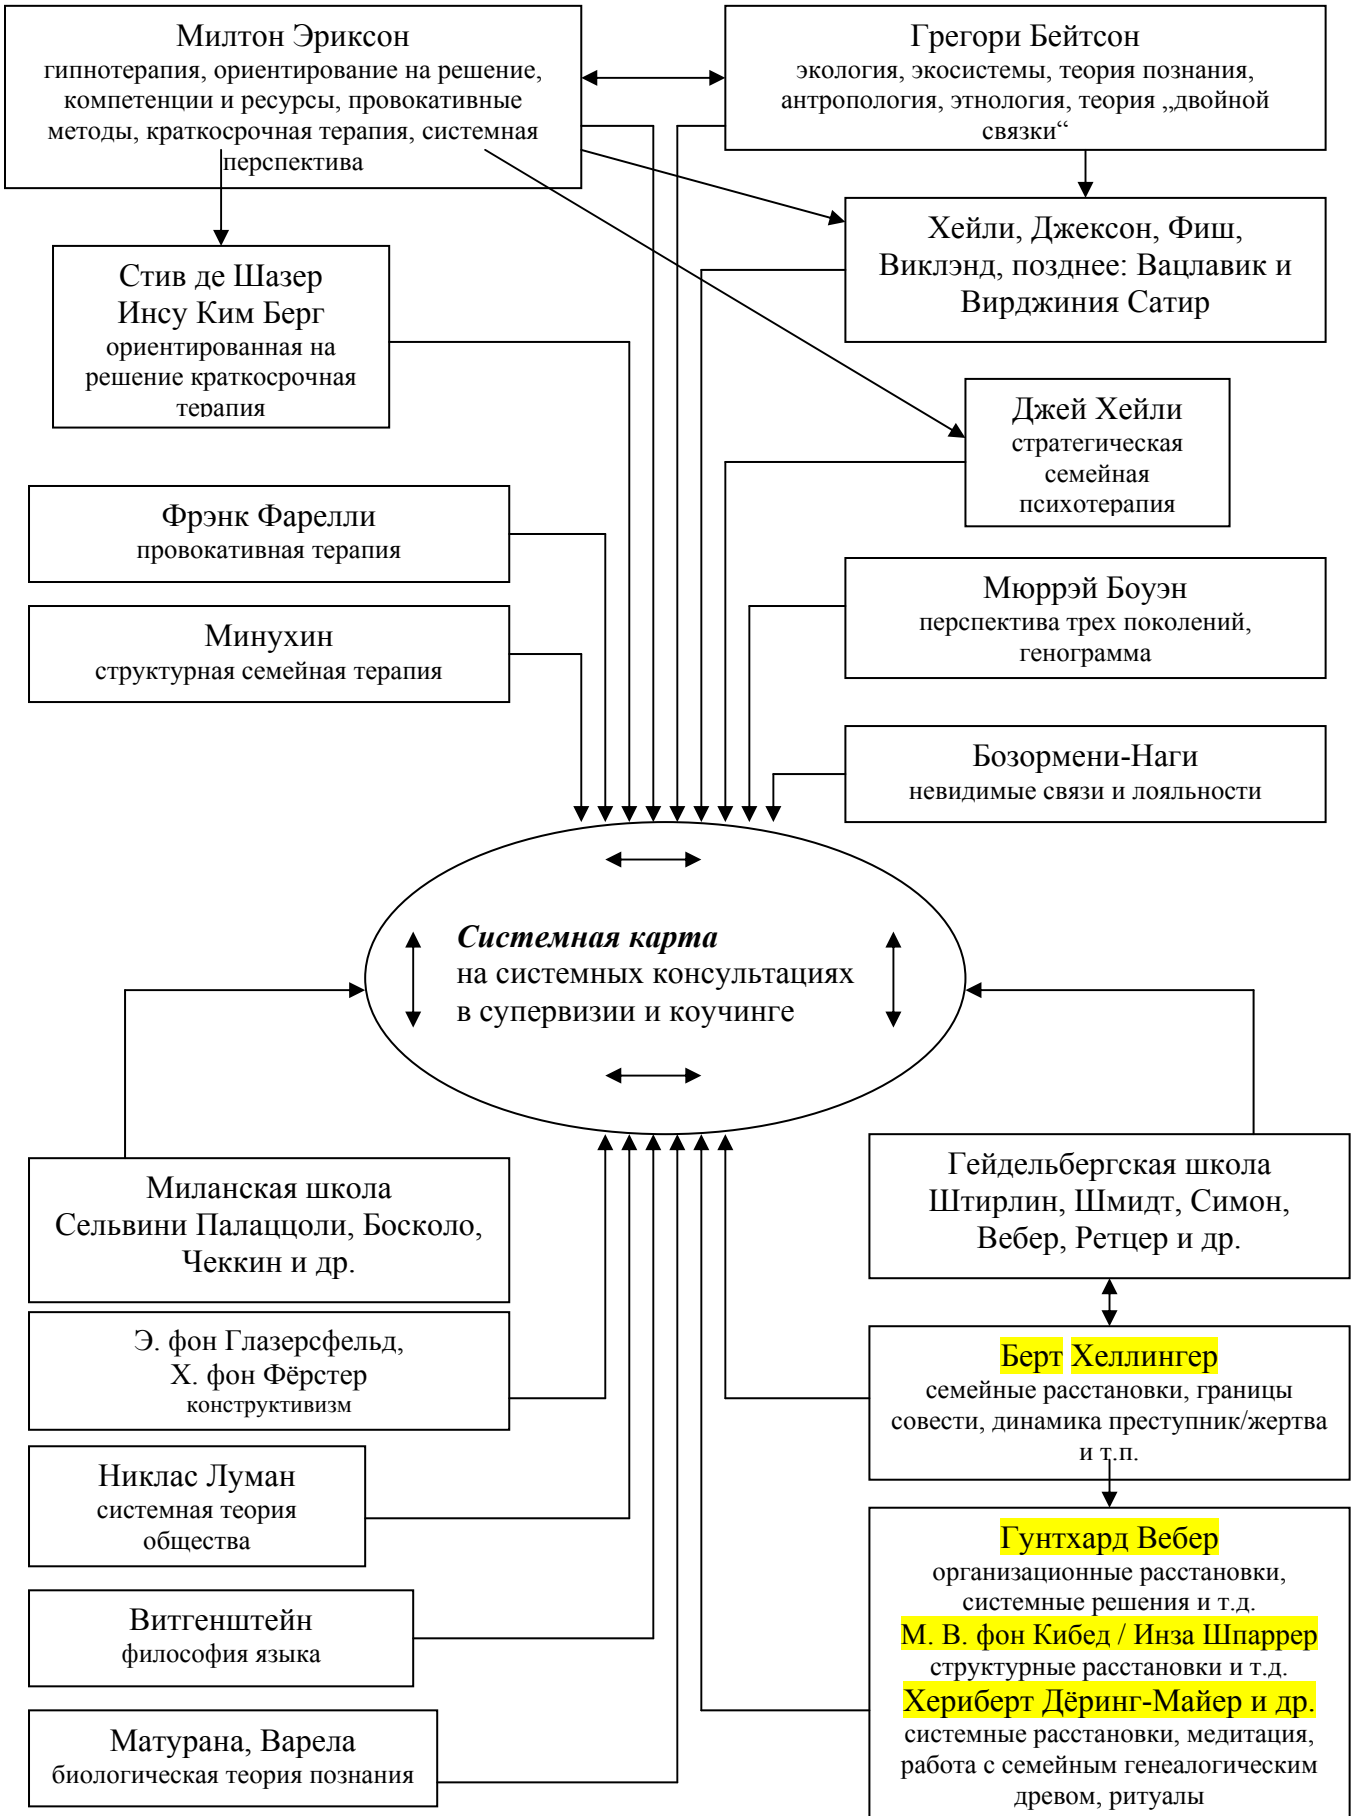 Милтон Эриксон
гипнотерапия, ориентирование на решение,
компетенции и ресурсы, провокативные
методы, краткосрочная терапия, системная
перспектива
Грегори Бейтсон
экология, экосистемы, теория познания,
антропология, этнология, теория „двойной
связки“
Хейли, Джексон, Фиш,
Виклэнд, позднее: Вацлавик и
Вирджиния Сатир
Стив де Шазер
Инсу Ким Берг
ориентированная на
решение краткосрочная
терапия
Джей Хейли
стратегическая
семейная
психотерапия
Фрэнк Фарелли
провокативная терапия
Мюррэй Боуэн
перспектива трех поколений,
генограмма
Минухин
структурная семейная терапия
Бозормени-Наги
невидимые связи и лояльности
Системная карта
на системных консультациях
в супервизии и коучинге
Миланская школа
Сельвини Палаццоли, Босколо,
Чеккин и др.
Гейдельбергская школа
Штирлин, Шмидт, Симон,
Вебер, Ретцер и др.
Э. фон Глазерсфельд,
Х. фон Фёрстер
конструктивизм
Берт Хеллингер
семейные расстановки, границы
совести, динамика преступник/жертва
и т.п.
Никлас Луман
системная теория
общества
Гунтхард Вебер
организационные расстановки,
системные решения и т.д.
М. В. фон Кибед / Инза Шпаррер
структурные расстановки и т.д.
Хериберт Дёринг-Майер и др.
системные расстановки, медитация,
работа с семейным генеалогическим
древом, ритуалы
Витгенштейн
философия языка
Матурана, Варела
биологическая теория познания